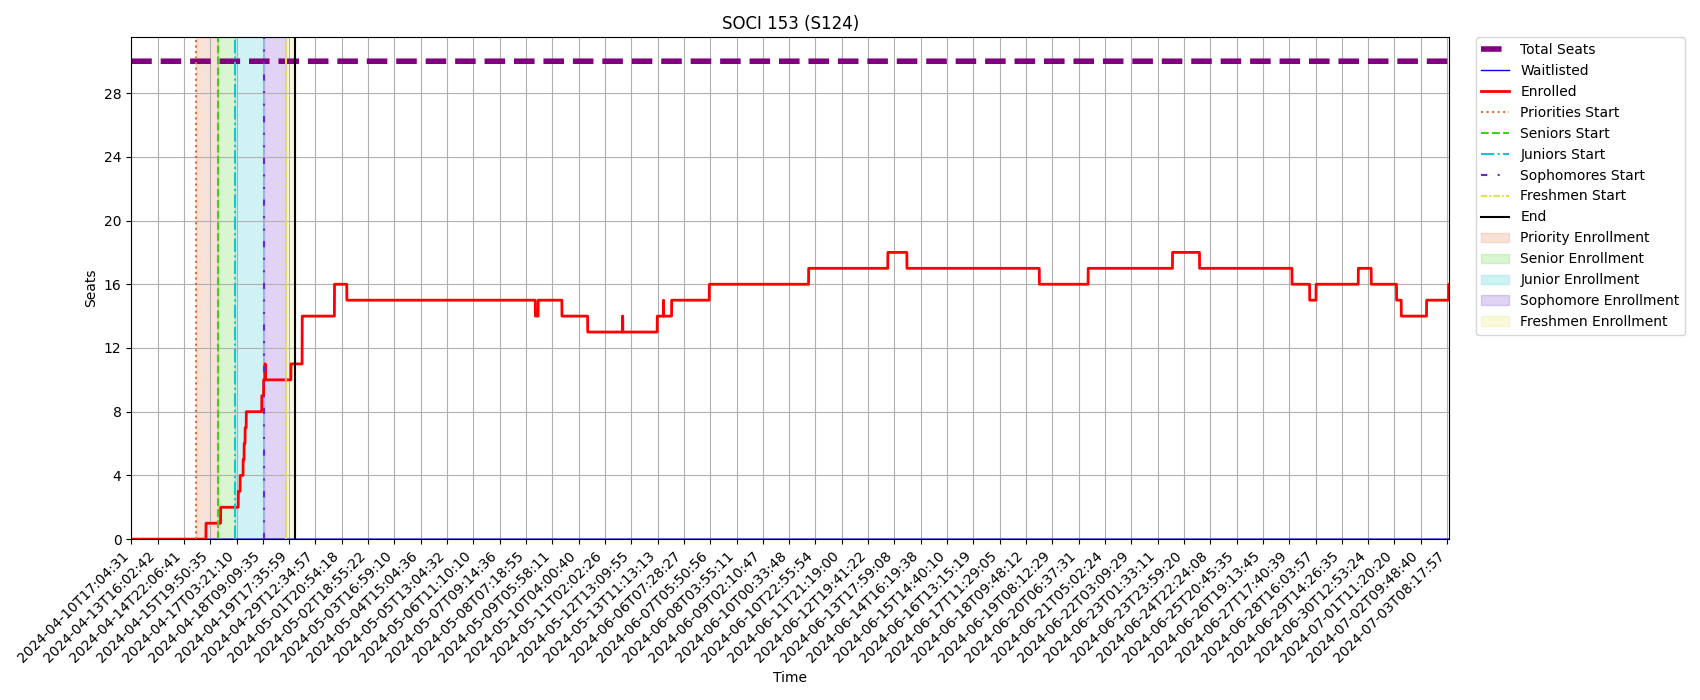 SOCI 153 (S124)
Total Seats
Waitlisted
Enrolled
Priorities Start
Seniors Start
Juniors Start
Sophomores Start
Freshmen Start
End
Priority Enrollment
Senior Enrollment
Junior Enrollment
Sophomore Enrollment
Freshmen Enrollment
Seats
28
24
20
16
12
8
4
0
2024-04-10T17:04:31
2024-04-13T16:02:42
2024-04-14T22:06:41
2024-04-15T19:50:35
2024-04-17T03:21:10
2024-04-18T09:09:35
2024-04-19T17:35:59
2024-04-29T12:34:57
2024-05-01T20:54:18
2024-05-02T18:55:22
2024-05-03T16:59:10
2024-05-04T15:04:36
2024-05-05T13:04:32
2024-05-06T11:10:10
2024-05-07T09:14:36
2024-05-08T07:18:55
2024-05-09T05:58:11
2024-05-10T04:00:40
2024-05-11T02:02:26
2024-05-12T13:09:55
2024-05-13T11:13:13
2024-06-06T07:28:27
2024-06-07T05:50:56
2024-06-08T03:55:11
2024-06-09T02:10:47
2024-06-10T00:33:48
2024-06-10T22:55:54
2024-06-11T21:19:00
2024-06-12T19:41:22
2024-06-13T17:59:08
2024-06-14T16:19:38
2024-06-15T14:40:10
2024-06-16T13:15:19
2024-06-17T11:29:05
2024-06-18T09:48:12
2024-06-19T08:12:29
2024-06-20T06:37:31
2024-06-21T05:02:24
2024-06-22T03:09:29
2024-06-23T01:33:11
2024-06-23T23:59:20
2024-06-24T22:24:08
2024-06-25T20:45:35
2024-06-26T19:13:45
2024-06-27T17:40:39
2024-06-28T16:03:57
2024-06-29T14:26:35
2024-06-30T12:53:24
2024-07-01T11:20:20
2024-07-02T09:48:40
2024-07-03T08:17:57
Time